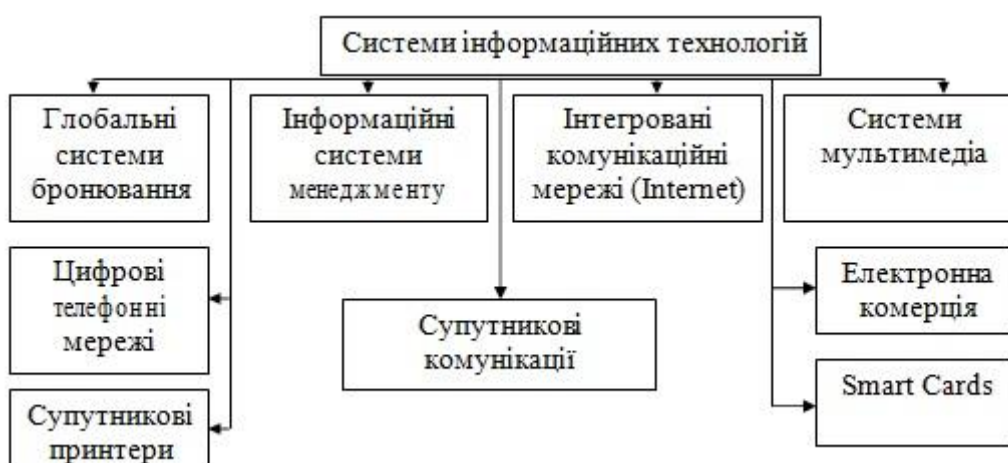 Системи інформаційних технологій
Глобальні
системи
бронювання
Інформаційні
системи
менеджменту
Інтегровані
комунікаційні
мережі (Internet)
Системи
мультимедіа
Цифрові
телефонні
мережі
Супутникові
комунікації
Електронна
комерція
Супутникові
принтери
Smart Cards